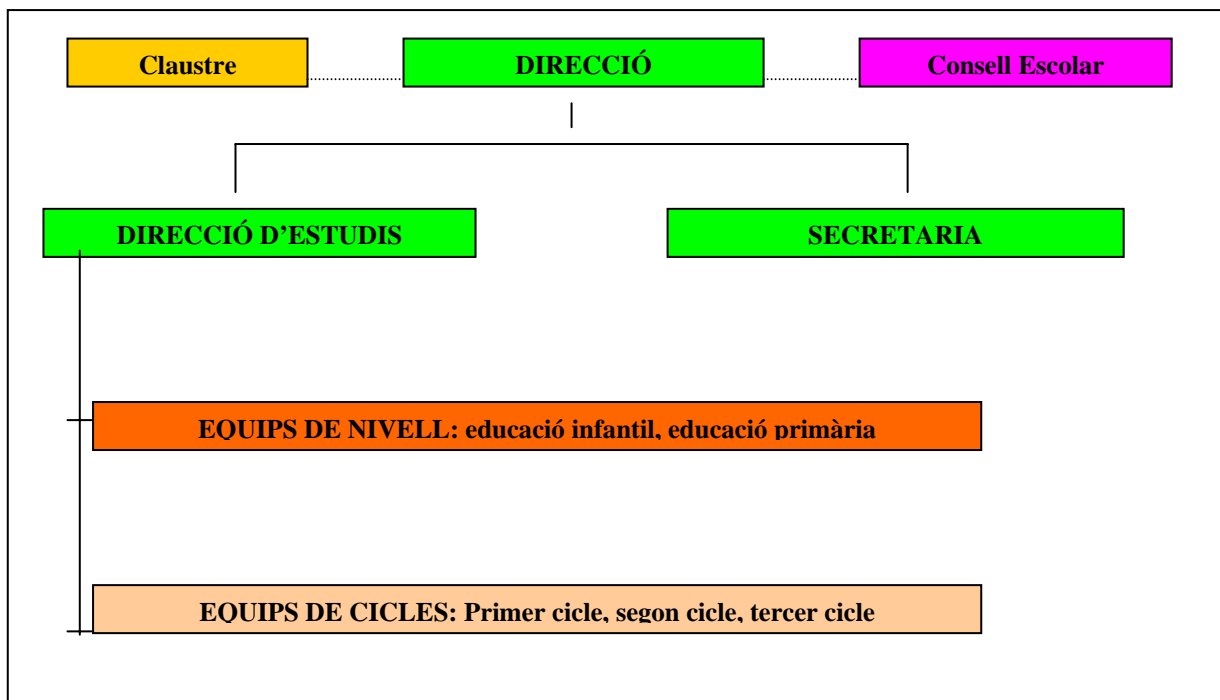 Claustre
DIRECCIÓ
Consell Escolar
DIRECCIÓ D'ESTUDIS
SECRETARIA
EQUIPS DE NIVELL: educació infantil, educació primària
EQUIPS DE CICLES: Primer cicle, segon cicle, tercer cicle